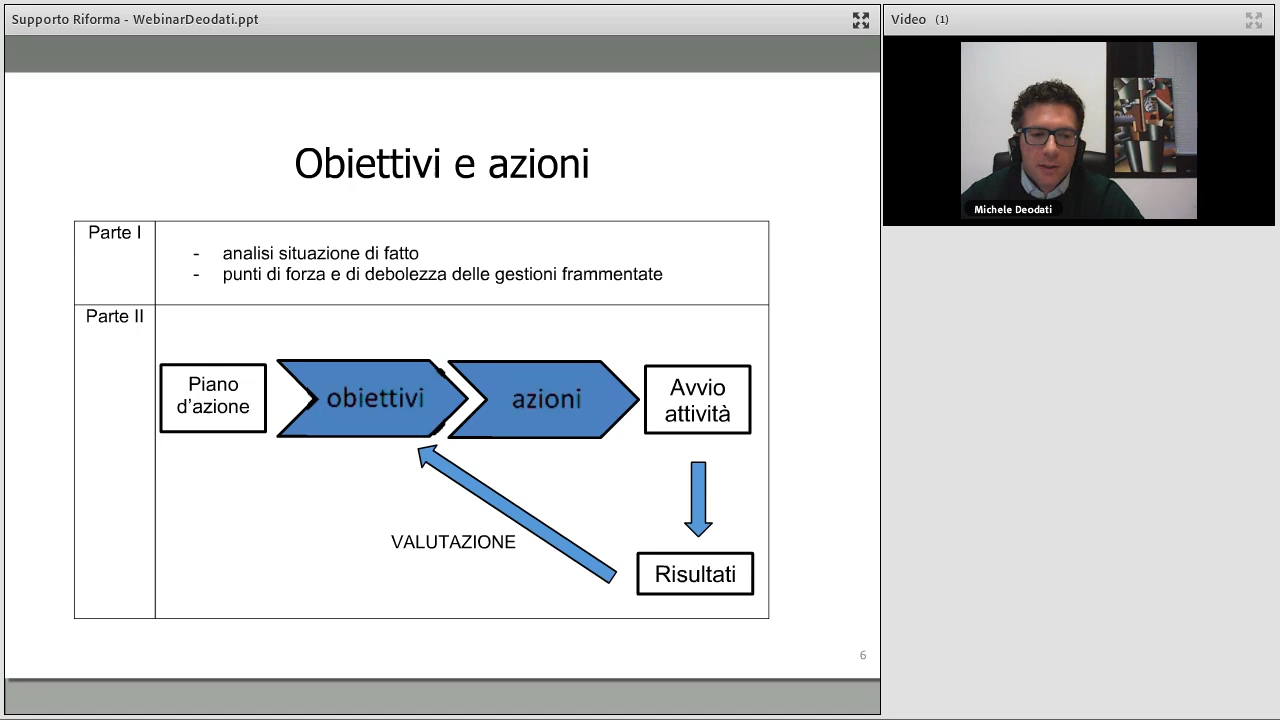 Supporto Riforma - WebinarDeodati.ppt
Video (1)
Michele Deodati
Obiettivi e azioni
Parte I
- analisi situazione di fatto
- punti di forza e di debolezza delle gestioni frammentate
Parte II
Piano
d'azione
obiettivi
azioni
Avvio
attività
VALUTAZIONE
Risultati
6